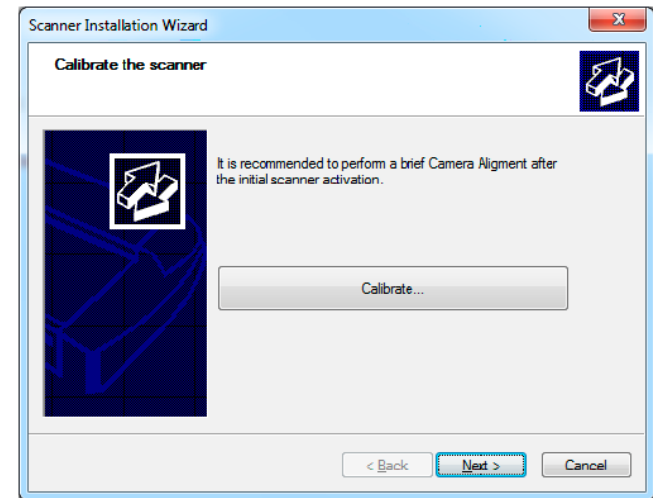 Scanner Installation Wizard
Calibrate the scanner
It is recommended to perform a brief Camera Aligment after
the initial scanner activation.
Calibrate...
< Back
Next >
Cancel